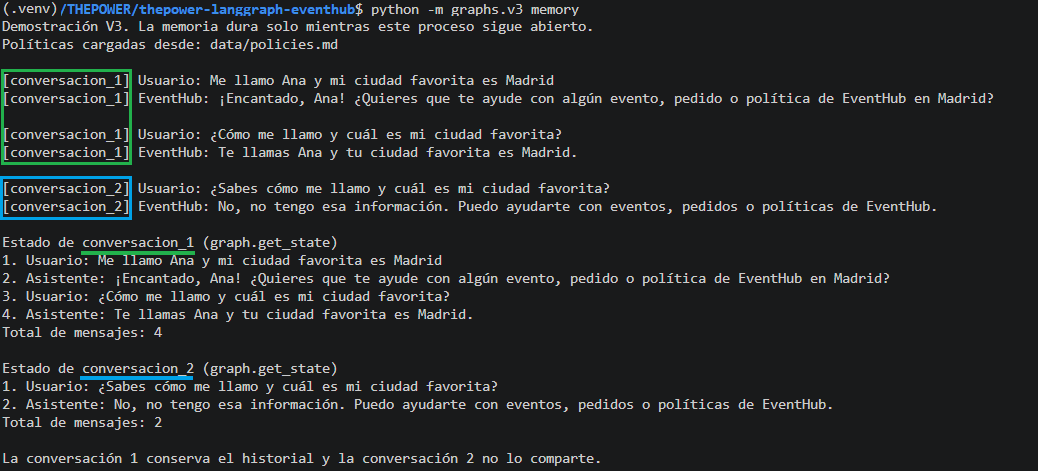 (.venv)/THEPOWER/thepower-langgraph-eventhub$ python -m graphs.v3 memory
Demostración V3. La memoria dura solo mientras este proceso sigue abierto.
Políticas cargadas desde: data/policies.md
[conversacion_1] Usuario: Me llamo Ana y mi ciudad favorita es Madrid
[conversacion_1] EventHub: ¡Encantado, Ana! ¿Quieres que te ayude con algún evento, pedido o política de EventHub en Madrid?
[conversacion_1] Usuario: ¿Cómo me llamo y cuál es mi ciudad favorita?
[conversacion_1] EventHub: Te llamas Ana y tu ciudad favorita es Madrid.
[conversacion_2] Usuario: ¿Sabes cómo me llamo y cuál es mi ciudad favorita?
[conversacion_2] EventHub: No, no tengo esa información. Puedo ayudarte con eventos, pedidos o políticas de EventHub.
Estado de conversacion_1 (graph.get_state)
1. Usuario: Me llamo Ana y mi ciudad favorita es Madrid
2. Asistente: ¡Encantado, Ana! ¿Quieres que te ayude con algún evento, pedido o política de EventHub en Madrid?
3. Usuario: ¿Cómo me llamo y cuál es mi ciudad favorita?
4. Asistente: Te llamas Ana y tu ciudad favorita es Madrid.
Total de mensajes: 4
Estado de conversacion_2 (graph.get_state)
1. Usuario: ¿Sabes cómo me llamo y cuál es mi ciudad favorita?
2. Asistente: No, no tengo esa información. Puedo ayudarte con eventos, pedidos o políticas de EventHub.
Total de mensajes: 2
La conversación 1 conserva el historial y la conversación 2 no lo comparte.